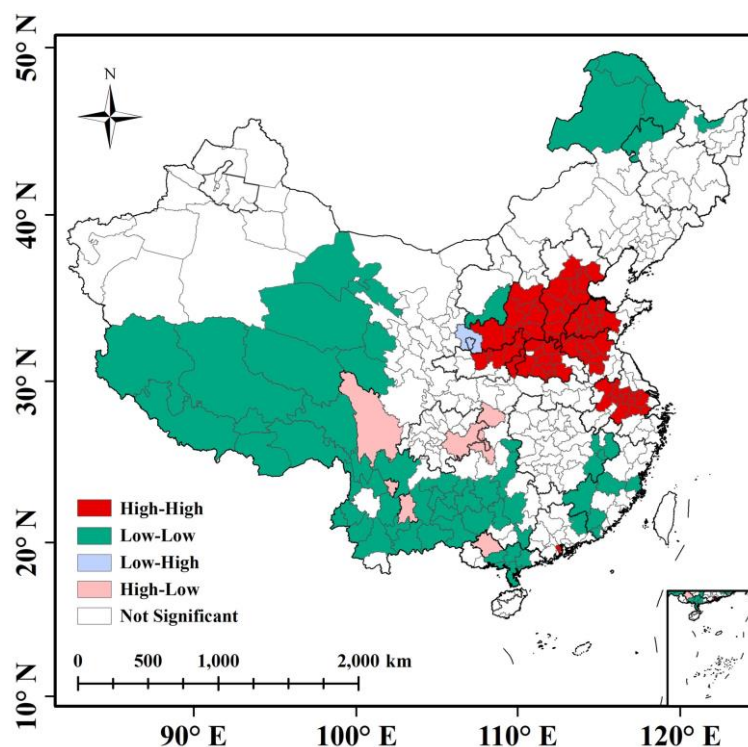 50° N
N
40° N
30° N
20° N
10° N
High-High
Low-Low
Low-High
High-Low
Not Significant
0 500 1,000 2,000 km
90° E 100° E 110° E 120° E